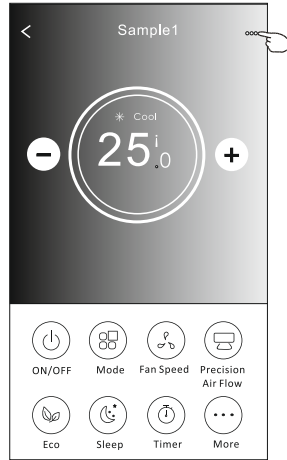 Sample1
Cool
25.0
ON/OFF Mode Fan Speed Precision Air Flow
Eco Sleep Timer More